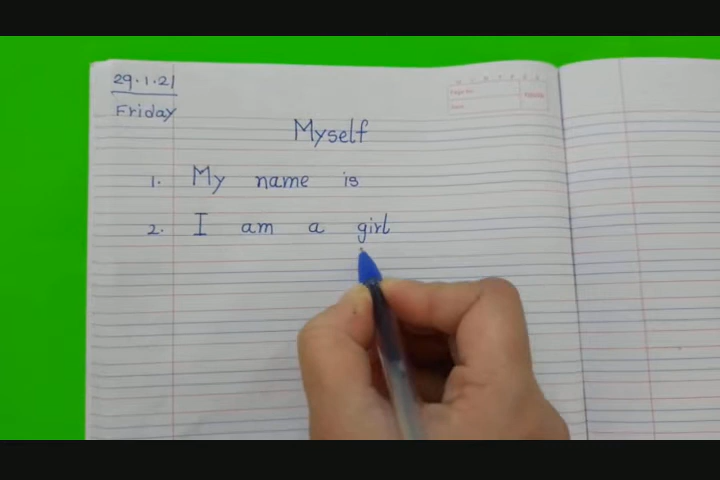 29.1.21
Friday
Myself
1. My name is
2. I am a girl